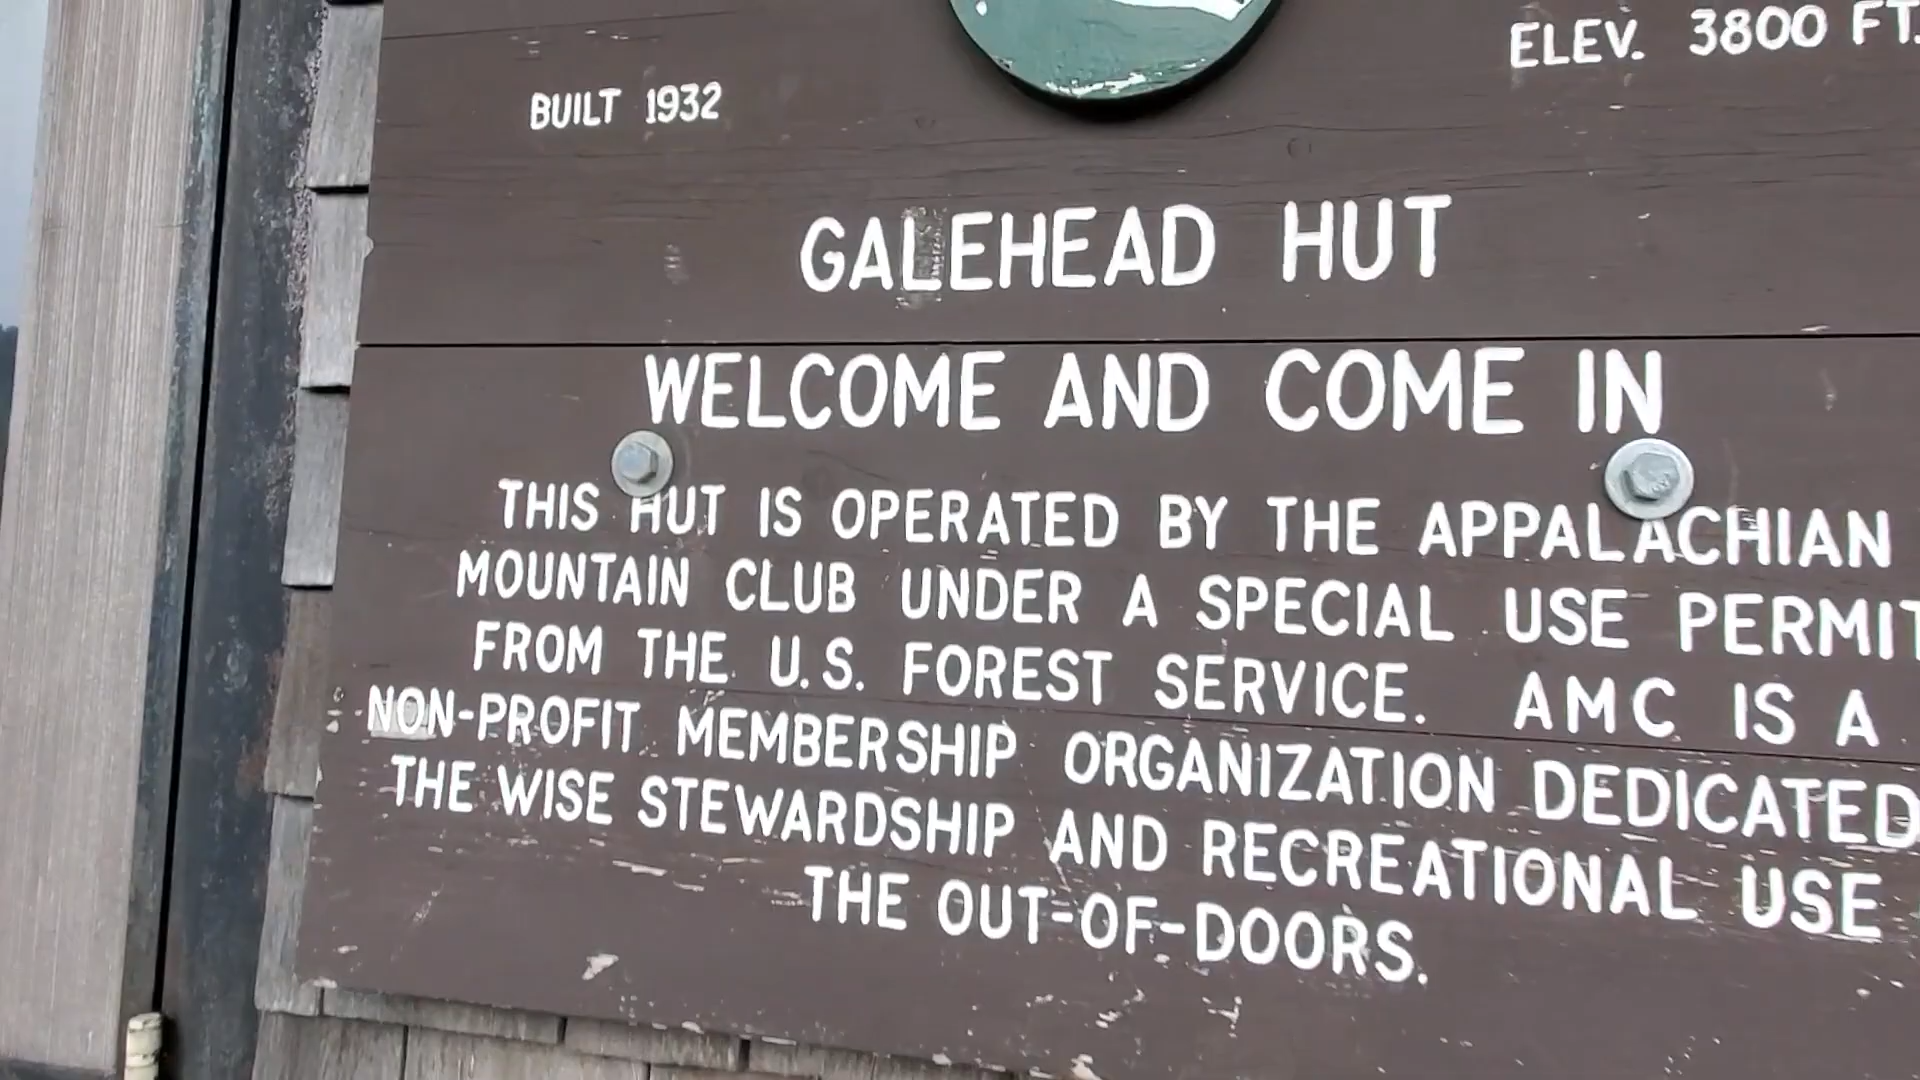 ELEV. 3800 FT.
BUILT 1932
GALEHEAD HUT
WELCOME AND COME IN
THIS HUT IS OPERATED BY THE APPALACHIAN
MOUNTAIN CLUB UNDER A SPECIAL USE PERMIT
FROM THE U.S. FOREST SERVICE. AMC IS A
NON-PROFIT MEMBERSHIP ORGANIZATION DEDICATED
THE WISE STEWARDSHIP AND RECREATIONAL USE
THE OUT-OF-DOORS.